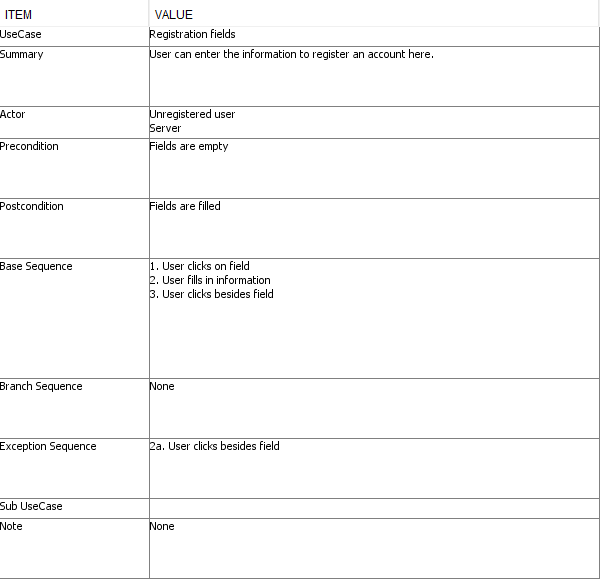 ITEM VALUE
UseCase Registration fields
Summary User can enter the information to register an account here.
Actor Unregistered user
Server
Precondition Fields are empty
Postcondition Fields are filled
Base Sequence 1. User clicks on field
2. User fills in information
3. User clicks besides field
Branch Sequence None
Exception Sequence 2a. User clicks besides field
Sub UseCase
Note None